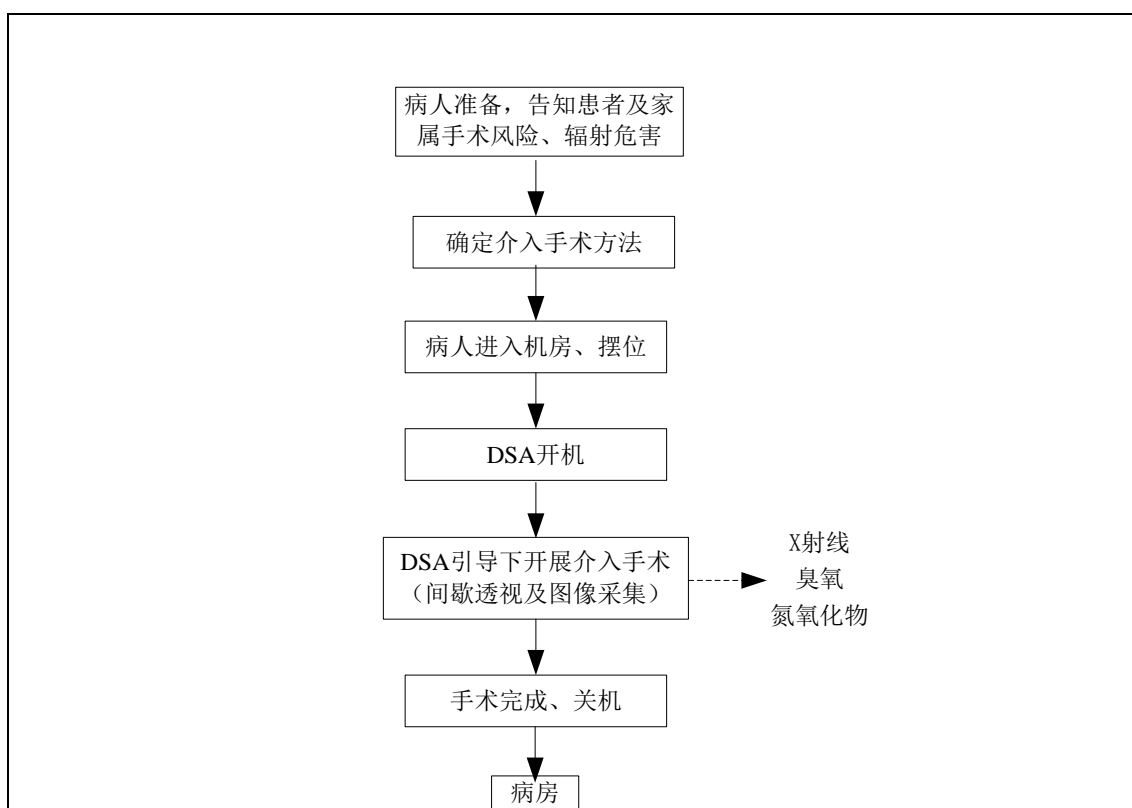 病人准备，告知患者及家
属手术风险、辐射危害
确定介入手术方法
病人进入机房、摆位
DSA开机
DSA引导下开展介入手术
（间歇透视及图像采集）
X射线
臭氧
氮氧化物
手术完成、关机
病房